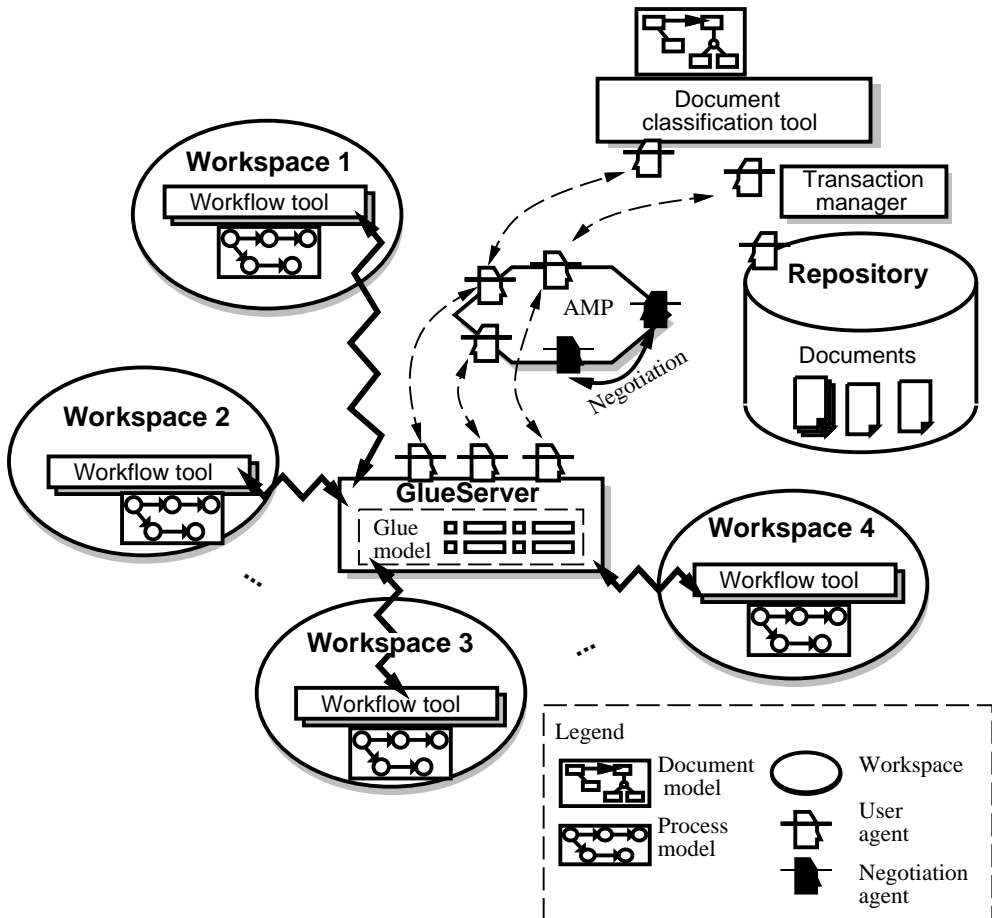 Document
classification tool
Workspace 1
Workflow tool
Transaction
manager
Repository
Documents
AMP
Negotiation
Workspace 2
Workflow tool
GlueServer
Glue
model
Workspace 4
Workflow tool
...
...
Workspace 3
Workflow tool
Legend
Document
model
Workspace
Process
model
User
agent
Negotiation
agent